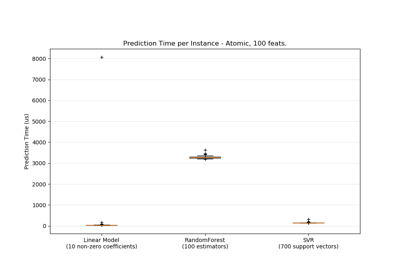 Prediction Time per Instance - Atomic, 100 feats.
Prediction Time (us)
8000
7000
6000
5000
4000
3000
2000
1000
0
Linear Model
(10 non-zero coefficients)
RandomForest
(100 estimators)
SVR
(700 support vectors)